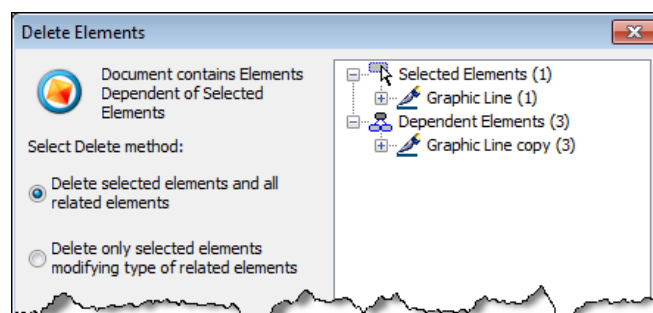 Delete Elements
Document contains Elements
Dependent of Selected
Elements
Select Delete method:
Delete selected elements and all
related elements
Delete only selected elements
modifying type of related elements
Selected Elements (1)
Graphic Line (1)
Dependent Elements (3)
Graphic Line copy (3)